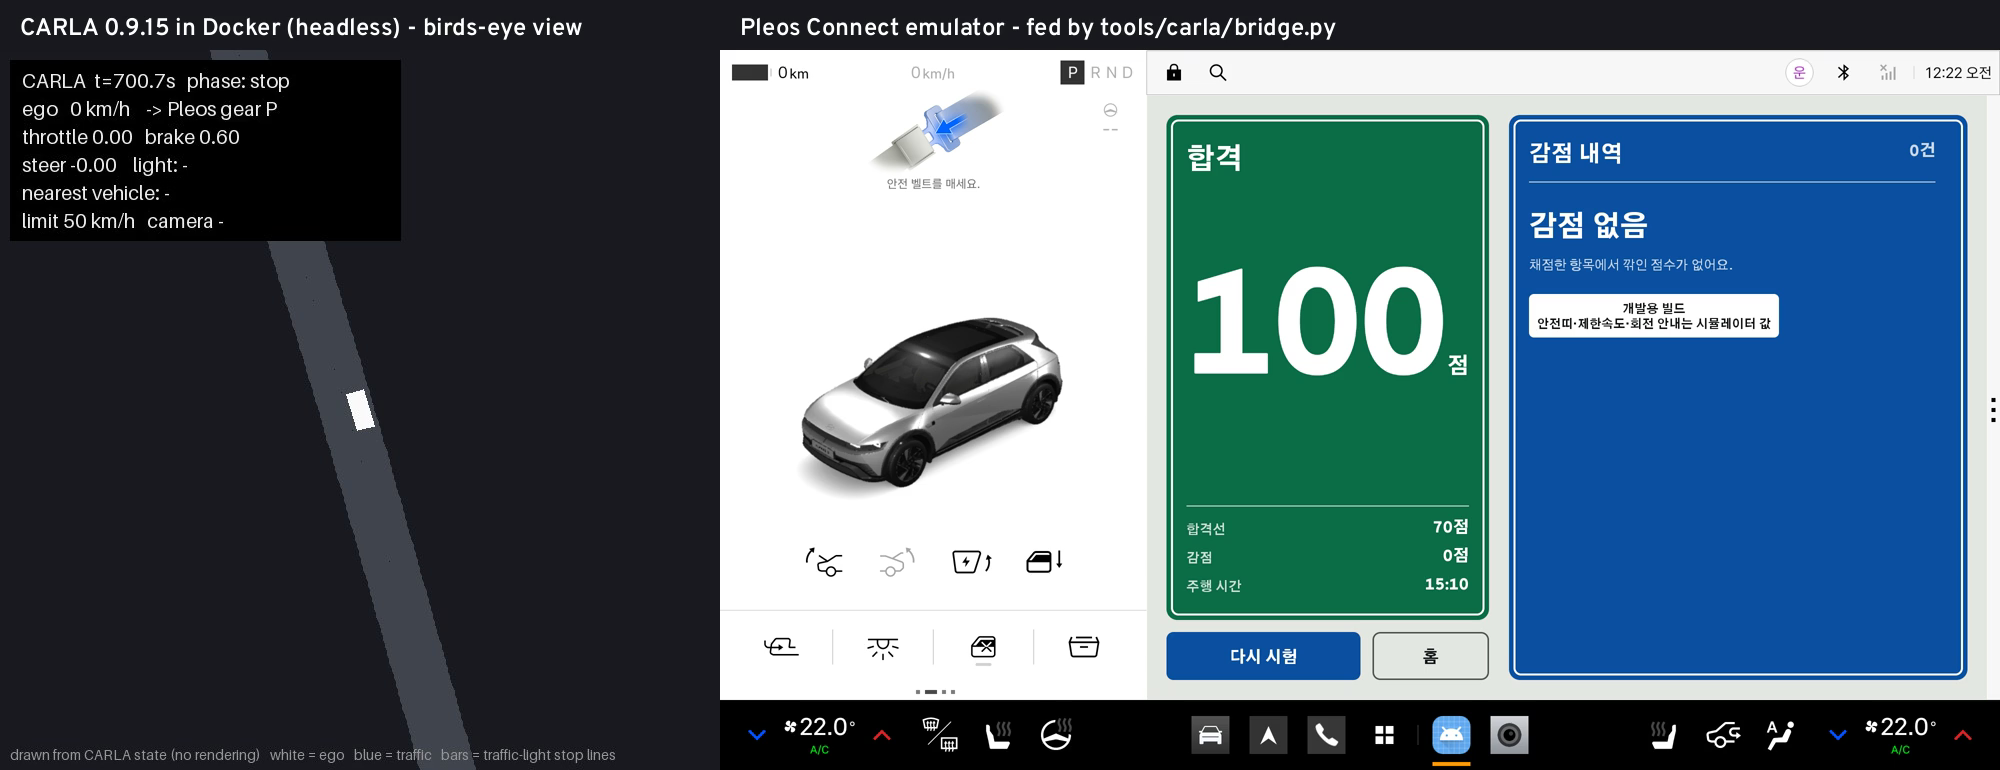 CARLA 0.9.15 in Docker (headless) - birds-eye view
CARLA t=700.7s phase: stop
ego 0 km/h -> Pleos gear P
throttle 0.00 brake 0.60
steer -0.00 light: -
nearest vehicle: -
limit 50 km/h camera -
drawn from CARLA state (no rendering) white = ego blue = traffic bars = traffic-light stop lines
Pleos Connect emulator - fed by tools/carla/bridge.py
0km
0km/h
P R N D
--
안전 벨트를 매세요.
운
12:22 오전
합격
100점
합격선 70점
감점 0점
주행 시간 15:10
다시 시험
홈
감점 내역 0건
감점 없음
채점한 항목에서 깎인 점수가 없어요.
개발용 빌드
안전띠·제한속도·회전 안내는 시뮬레이터 값
22.0°
A/C
A
22.0°
A/C